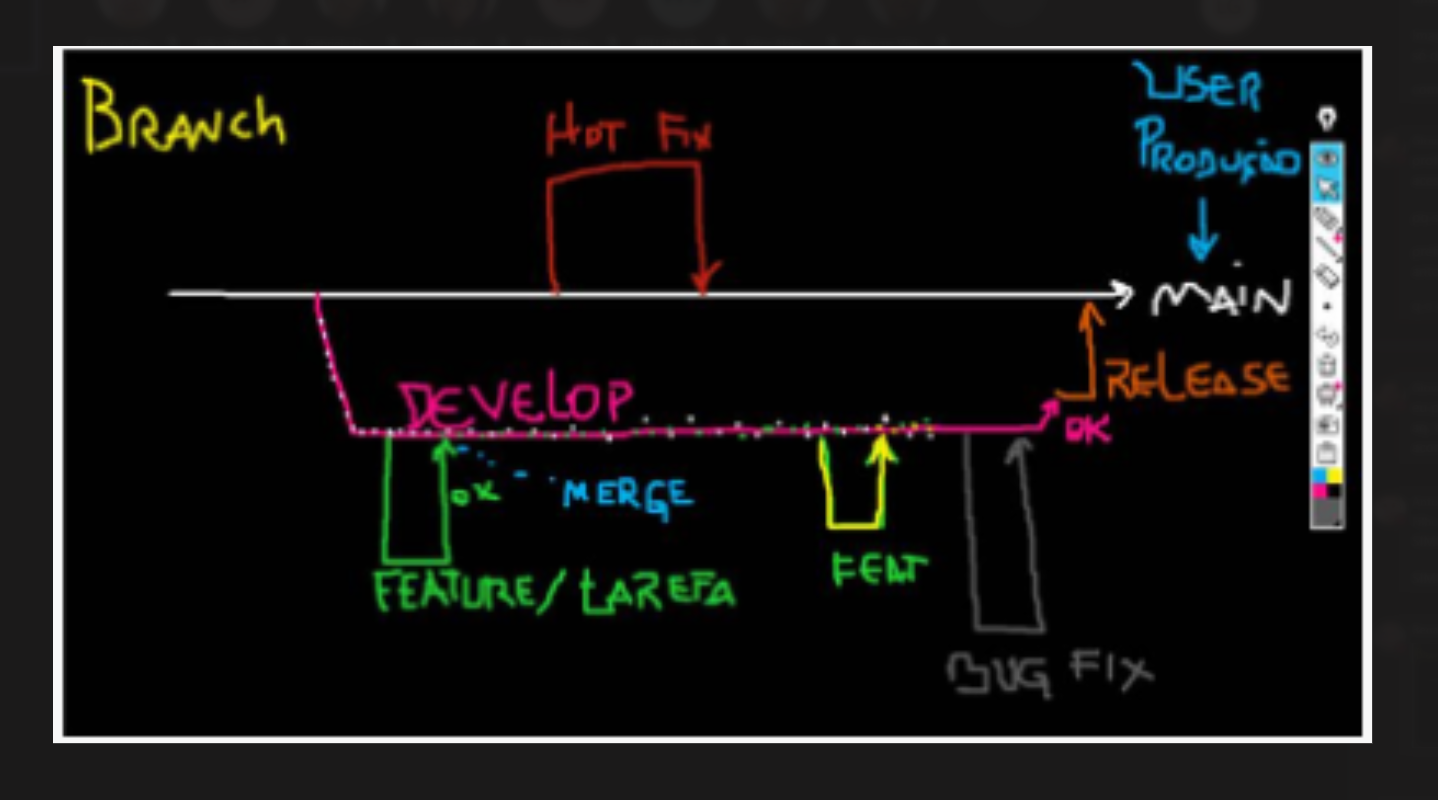 BRANCh
HOT FIX
USER
PRODUÇÃO
MAIN
DEVELOP
RELEASE
OK
OK
MERGE
FEATURE/tAREFA
FEAT
BUG FIX